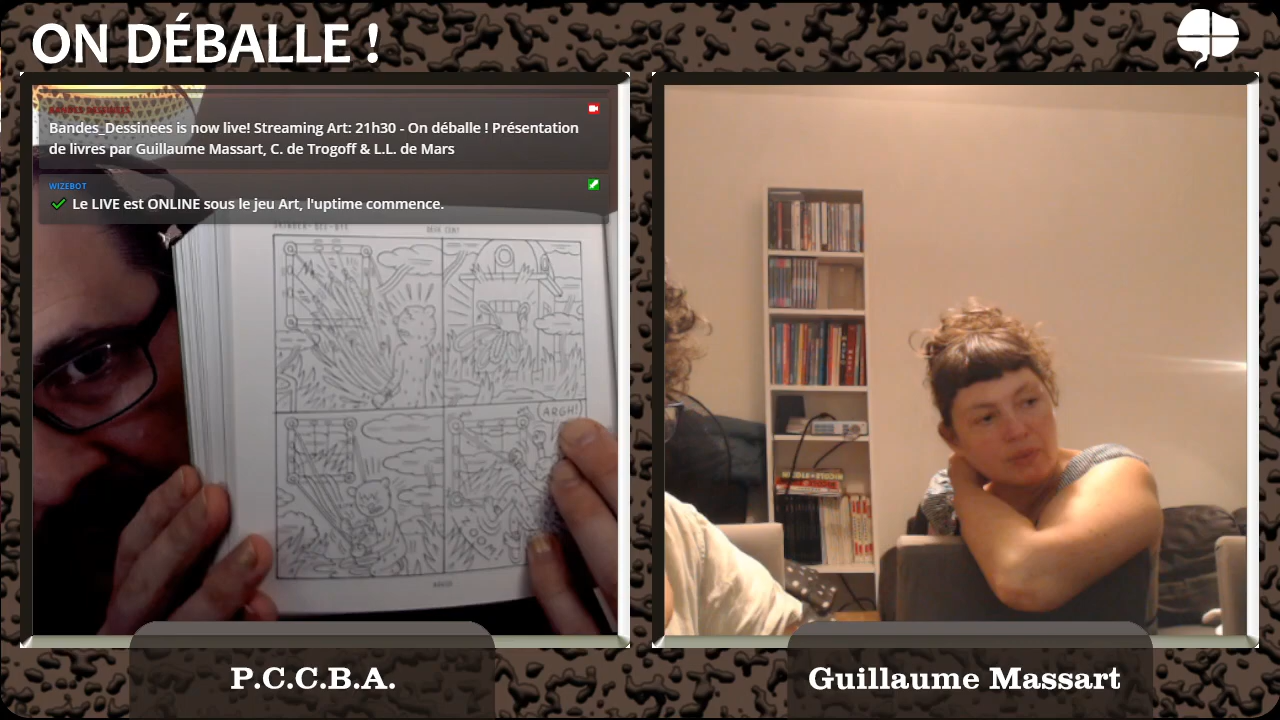 ON DÉBALLE !
Bandes_Dessinees is now live! Streaming Art: 21h30 - On déballe ! Présentation
de livres par Guillaume Massart, C. de Trogoff & L.L. de Mars
WIZEBOT
Le LIVE est ONLINE sous le jeu Art, l'uptime commence.
ARGH!
ZOOO
P.C.C.B.A.
Guillaume Massart